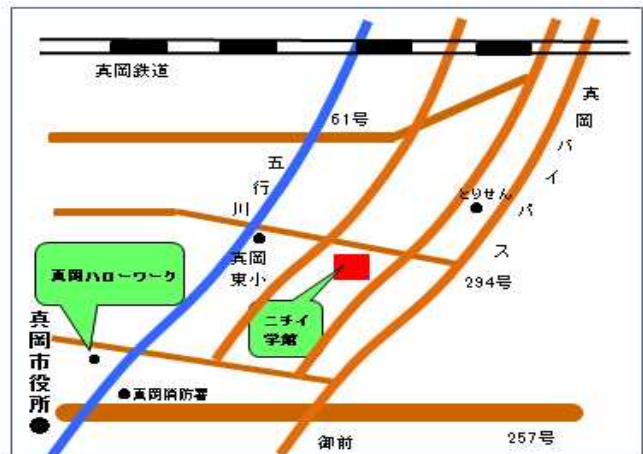 真岡鉄道
61号
真岡バイパス
五行川
とりせん
真岡
東小
真岡ハローワーク
294号
ニチイ
学館
真岡市役所
真岡消防署
御前
257号